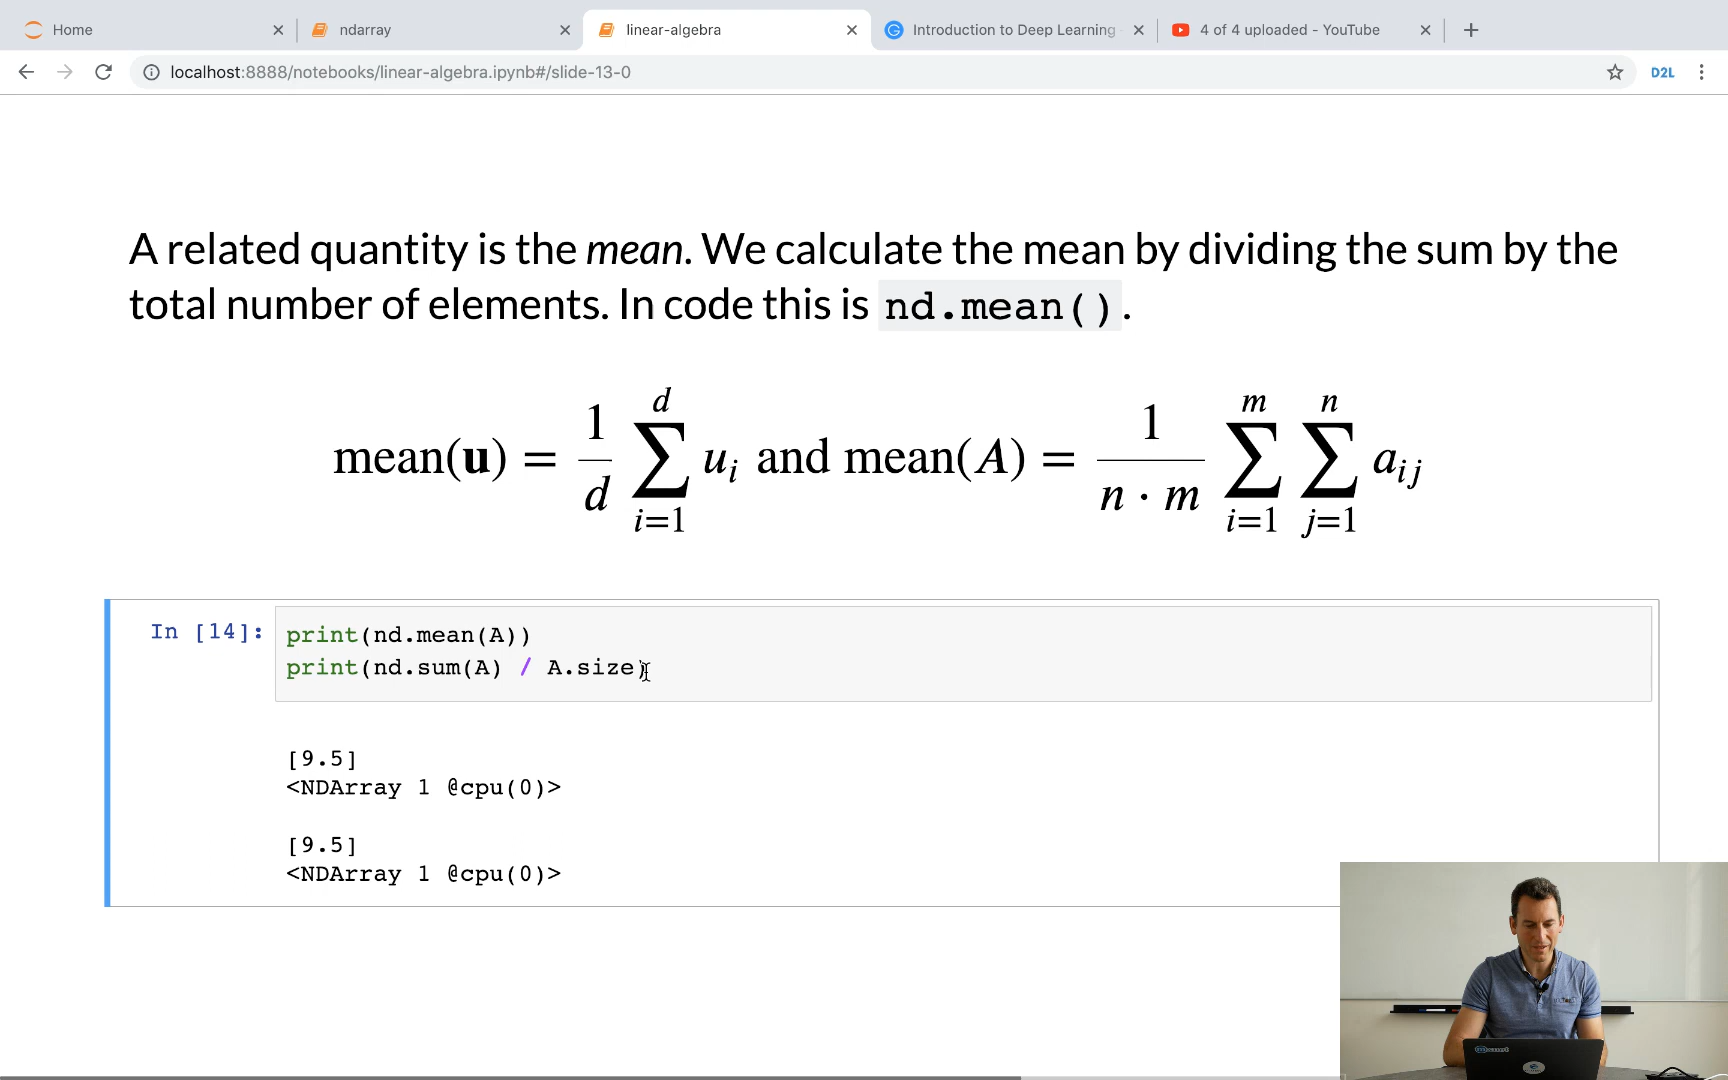 Home
ndarray
linear-algebra
Introduction to Deep Learning
4 of 4 uploaded - YouTube
localhost:8888/notebooks/linear-algebra.ipynb#/slide-13-0
D2L
A related quantity is the mean. We calculate the mean by dividing the sum by the
total number of elements. In code this is nd.mean().
mean(u) = 1/d ∑_{i=1}^{d} u_i and mean(A) = 1/(n · m) ∑_{i=1}^{m} ∑_{j=1}^{n} a_{ij}
In [14]:
print(nd.mean(A))
print(nd.sum(A) / A.size)
[9.5]
<NDArray 1 @cpu(0)>
[9.5]
<NDArray 1 @cpu(0)>